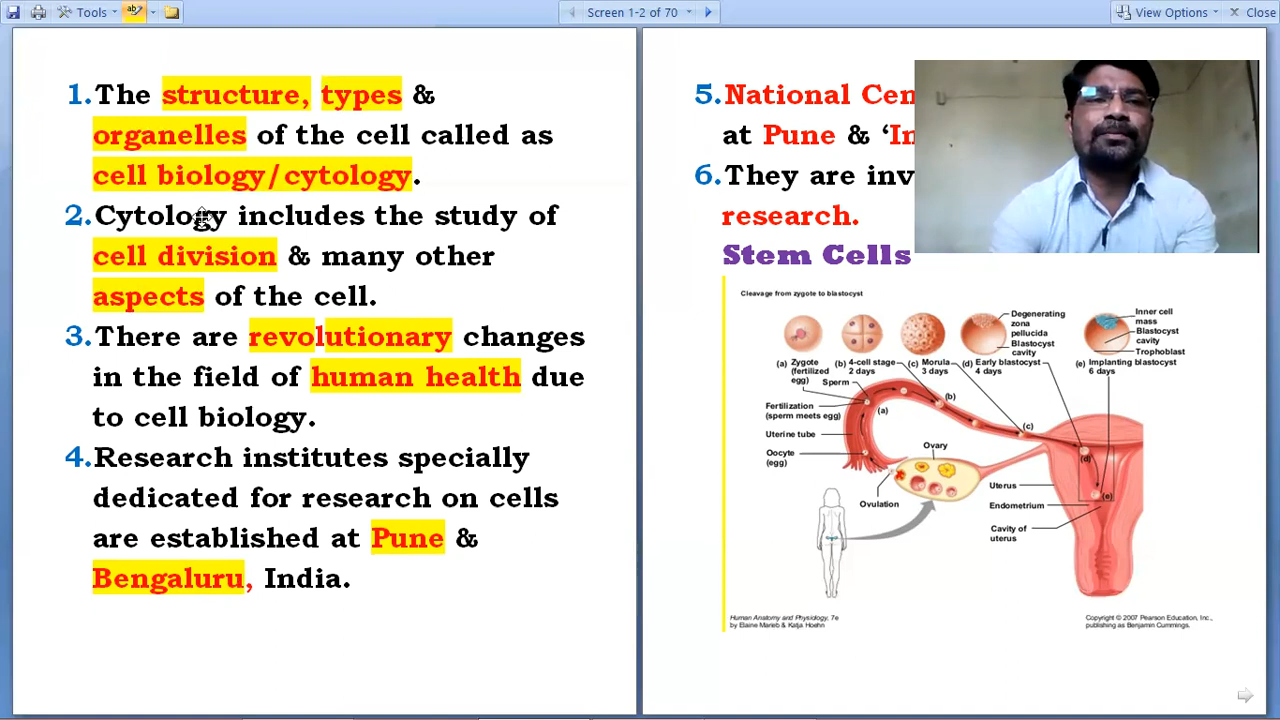 Tools
Screen 1-2 of 70
View Options
Close
1.The structure, types &
organelles of the cell called as
cell biology/cytology.
2.Cytology includes the study of
cell division & many other
aspects of the cell.
3.There are revolutionary changes
in the field of human health due
to cell biology.
4.Research institutes specially
dedicated for research on cells
are established at Pune &
Bengaluru, India.
5.National Cen
at Pune & ‘In
6.They are inv
research.
Stem Cells
Cleavage from zygote to blastocyst
(a) Zygote
(fertilized
egg)
(b) 4-cell stage
2 days
(c) Morula
3 days
Degenerating
zona
pellucida
Blastocyst
cavity
(d) Early blastocyst
4 days
Inner cell
mass
Blastocyst
cavity
Trophoblast
(e) Implanting blastocyst
6 days
Sperm
Fertilization
(sperm meets egg)
Uterine tube
Oocyte
(egg)
(a)
(b)
(c)
(d)
(e)
Ovary
Ovulation
Uterus
Endometrium
Cavity of
uterus
Human Anatomy and Physiology, 7e
by Elaine Marieb & Katja Hoehn
Copyright © 2007 Pearson Education, Inc.,
publishing as Benjamin Cummings.